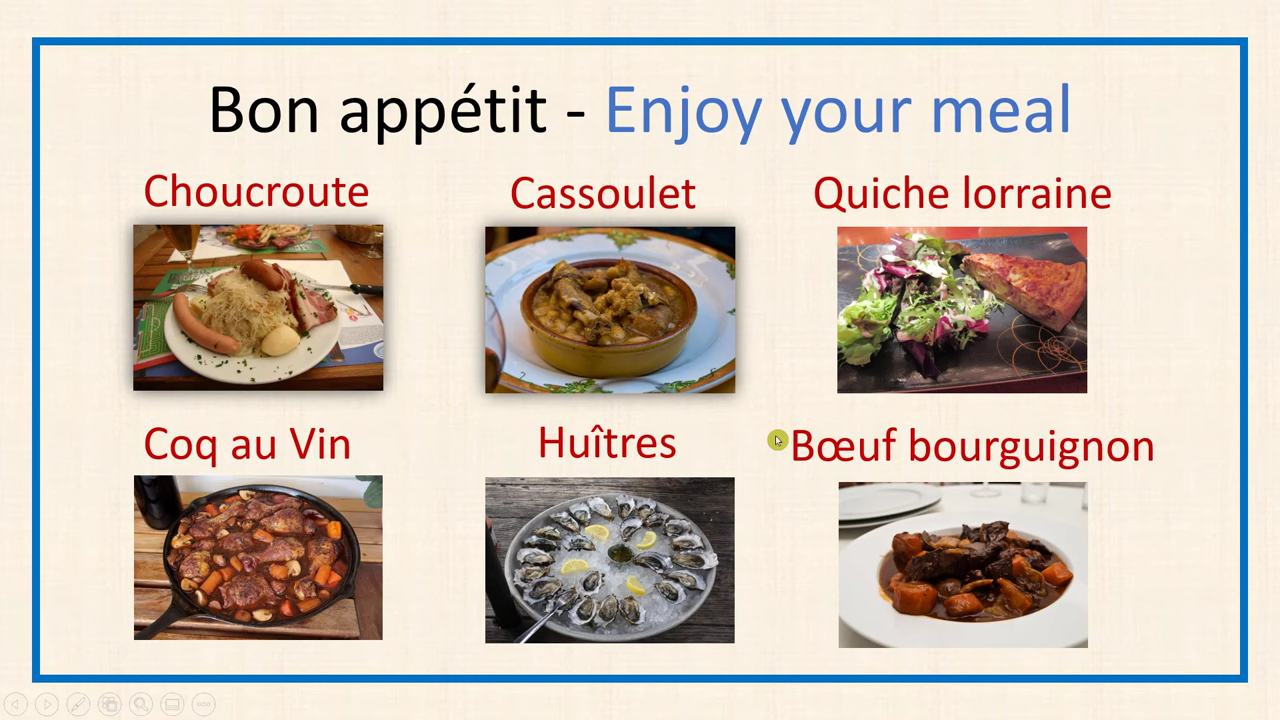 Bon appétit - Enjoy your meal
Choucroute
Cassoulet
Quiche lorraine
Coq au Vin
Huîtres
Bœuf bourguignon